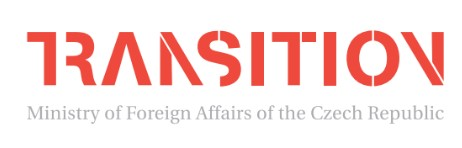 TRANSITION
Ministry of Foreign Affairs of the Czech Republic